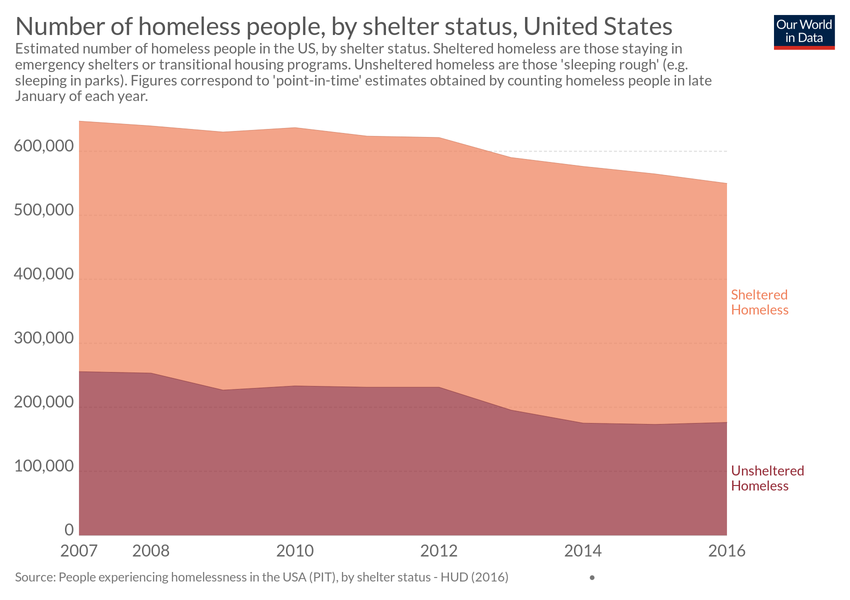 Number of homeless people, by shelter status, United States
Our World
in Data
Estimated number of homeless people in the US, by shelter status. Sheltered homeless are those staying in
emergency shelters or transitional housing programs. Unsheltered homeless are those 'sleeping rough' (e.g.
sleeping in parks). Figures correspond to 'point-in-time' estimates obtained by counting homeless people in late
January of each year.
600,000
500,000
400,000
300,000
200,000
100,000
0
Sheltered
Homeless
Unsheltered
Homeless
2007 2008 2010 2012 2014 2016
Source: People experiencing homelessness in the USA (PIT), by shelter status - HUD (2016) •